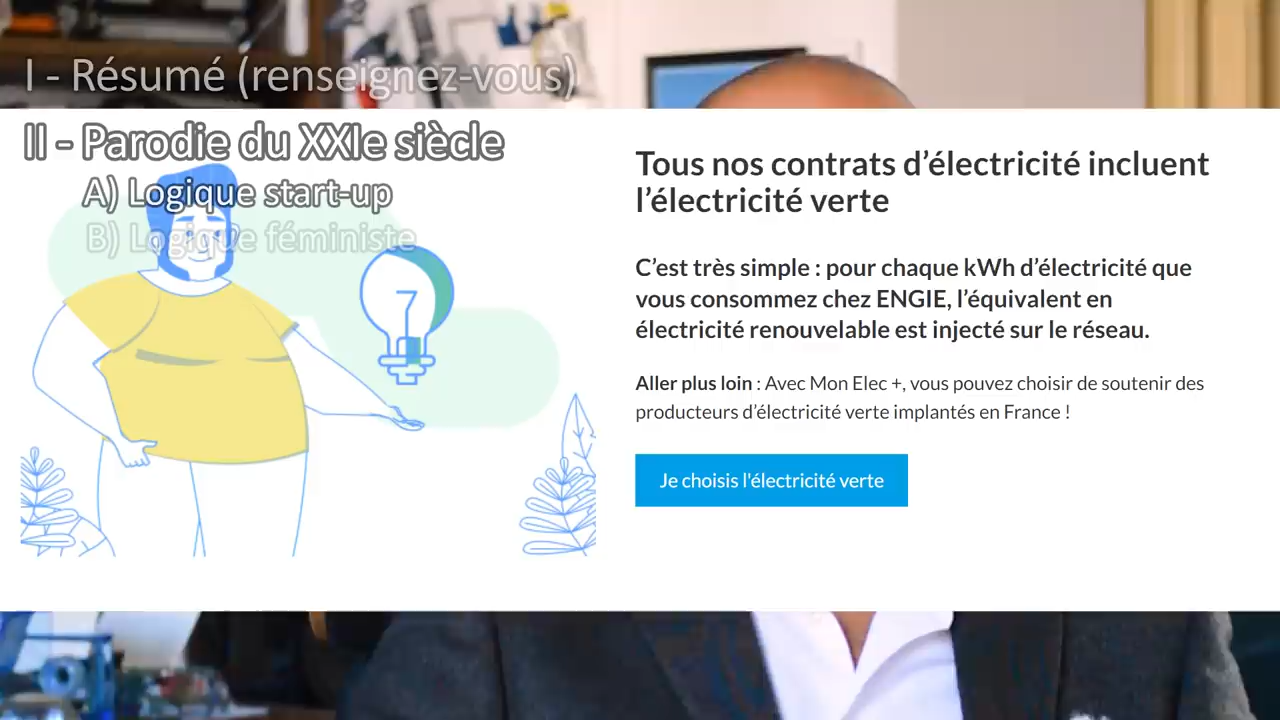 I - Résumé (renseignez-vous)
II - Parodie du XXIe siècle
A) Logique start-up
B) Logique féministe
Tous nos contrats d’électricité incluent
l’électricité verte
C’est très simple : pour chaque kWh d’électricité que
vous consommez chez ENGIE, l’équivalent en
électricité renouvelable est injecté sur le réseau.
Aller plus loin : Avec Mon Elec +, vous pouvez choisir de soutenir des
producteurs d’électricité verte implantés en France !
Je choisis l'électricité verte